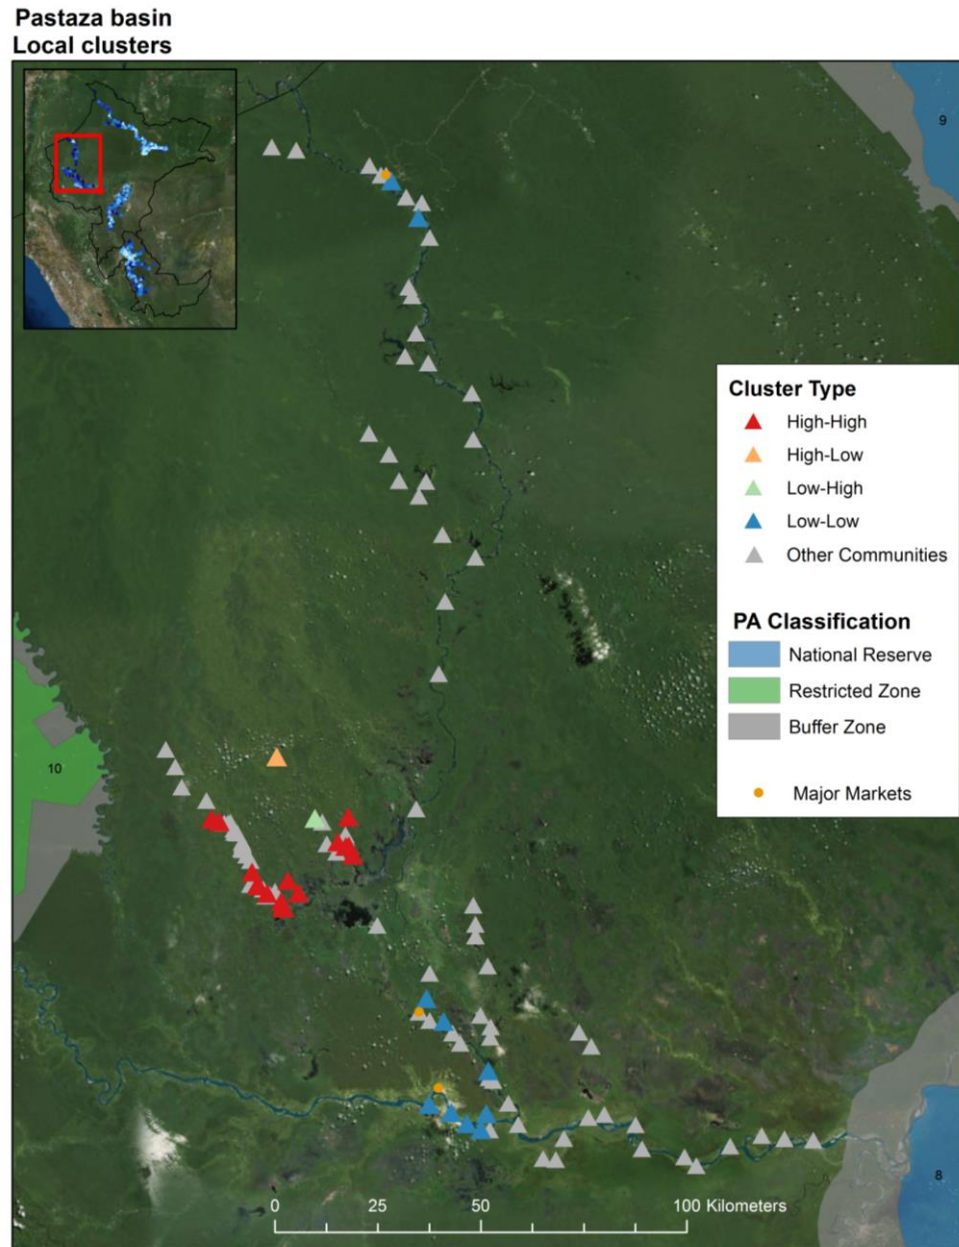 Pastaza basin
Local clusters
9
Cluster Type
High-High
High-Low
Low-High
Low-Low
Other Communities
PA Classification
National Reserve
Restricted Zone
Buffer Zone
Major Markets
10
8
0 25 50 100 Kilometers